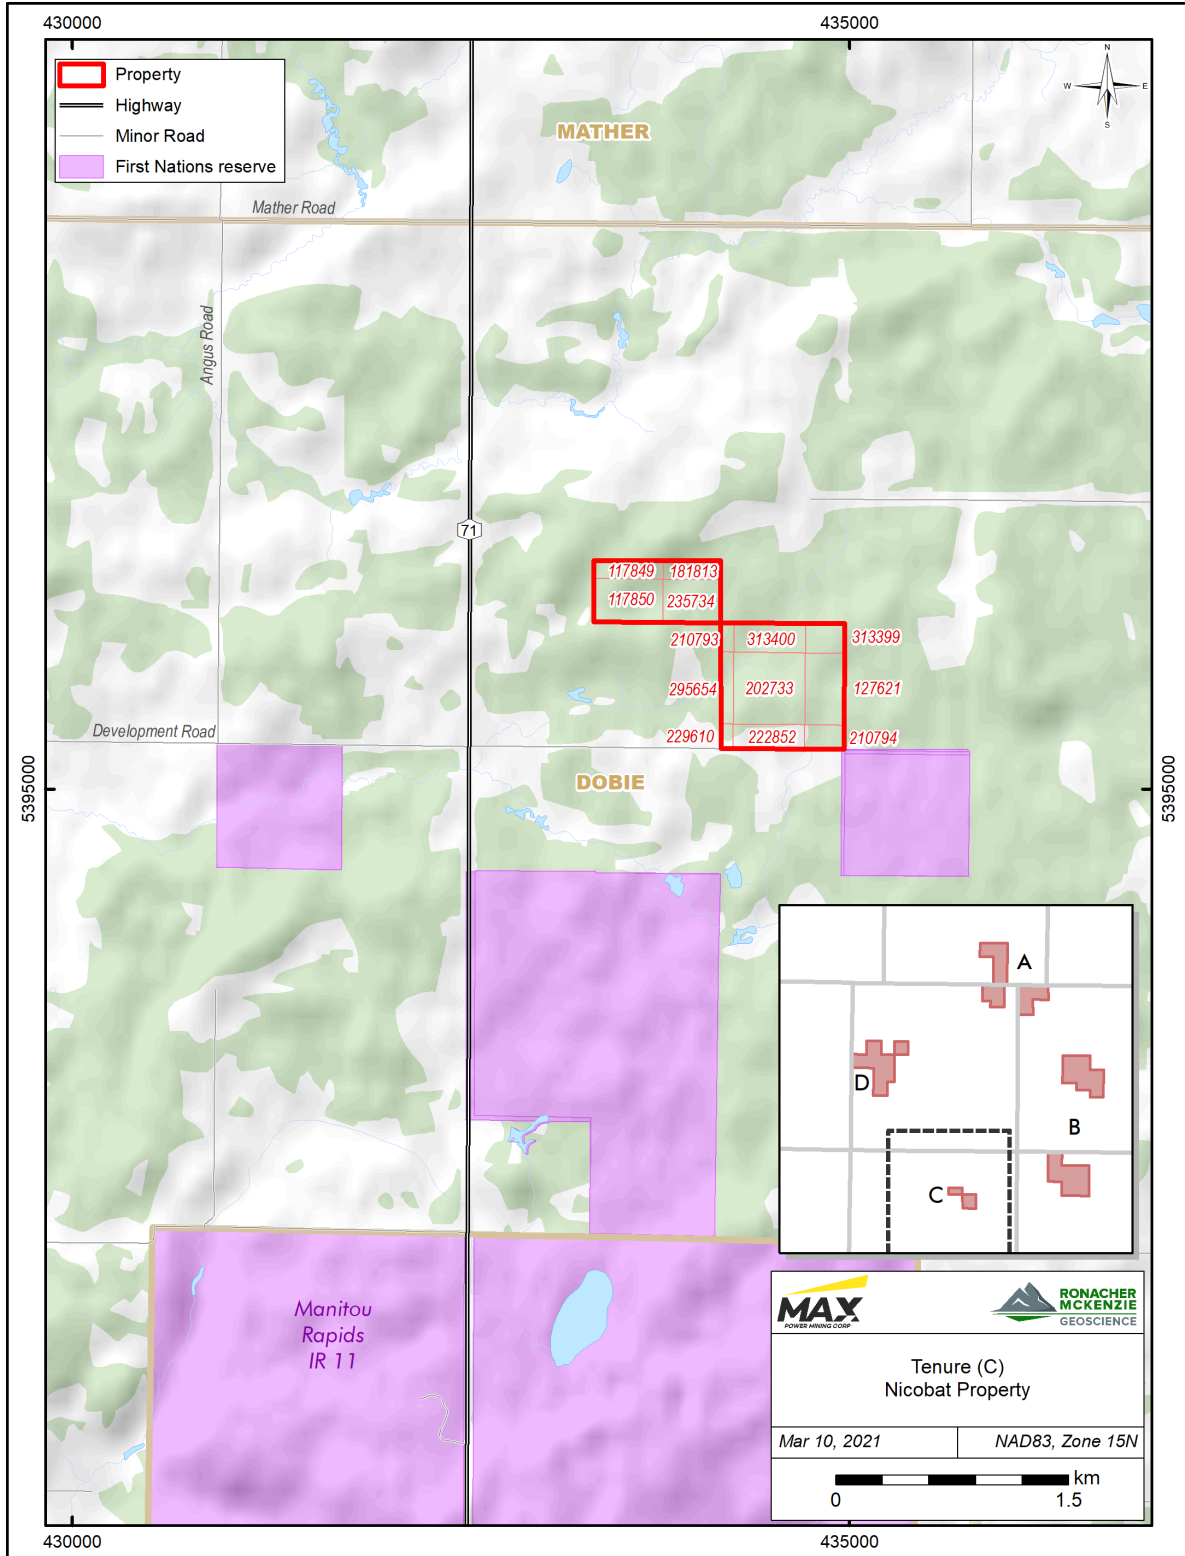 430000
435000
Property
Highway
Minor Road
First Nations reserve
N
W
E
S
MATHER
Mather Road
Angus Road
71
117849
181813
117850
235734
210793
313400
313399
295654
202733
127621
229610
222852
210794
Development Road
DOBIE
5395000
5395000
A
D
B
C
Manitou
Rapids
IR 11
MAX
POWER MINING CORP
RONACHER
MCKENZIE
GEOSCIENCE
Tenure (C)
Nicobat Property
Mar 10, 2021
NAD83, Zone 15N
km
0
1.5
430000
435000